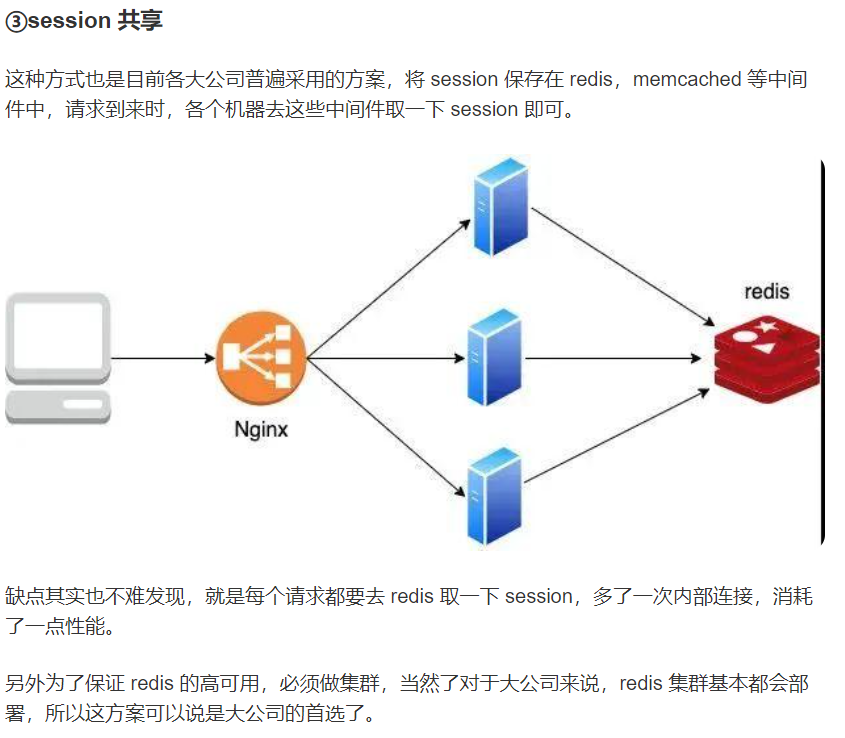 ③session 共享
这种方式也是目前各大公司普遍采用的方案，将 session 保存在 redis，memcached 等中间
件中，请求到来时，各个机器去这些中间件取一下 session 即可。
redis
Nginx
缺点其实也不难发现，就是每个请求都要去 redis 取一下 session，多了一次内部连接，消耗
了一点性能。
另外为了保证 redis 的高可用，必须做集群，当然了对于大公司来说，redis 集群基本都会部
署，所以这方案可以说是大公司的首选了。